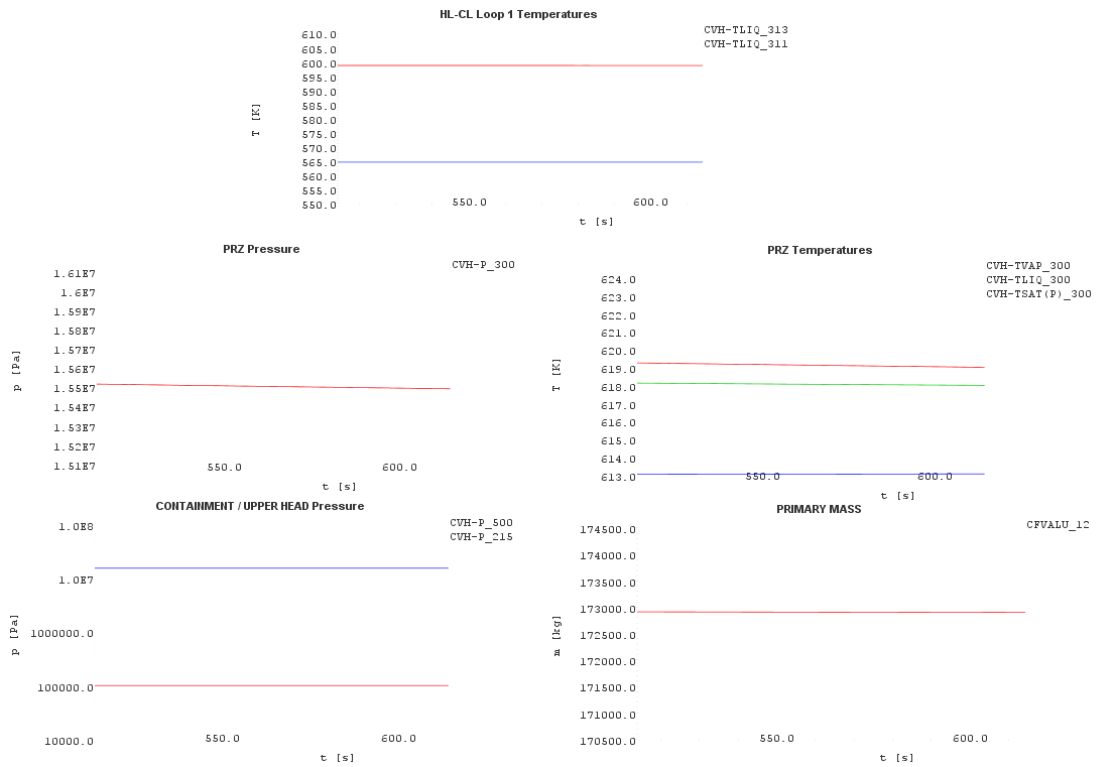 HL-CL Loop 1 Temperatures
CVH-TLIQ_313
CVH-TLIQ_311
610.0
605.0
600.0
595.0
590.0
585.0
580.0
575.0
570.0
565.0
560.0
555.0
550.0
T [K]
550.0 600.0
t [s]
PRZ Pressure
CVH-P_300
1.61E7
1.6E7
1.59E7
1.58E7
1.57E7
1.56E7
1.55E7
1.54E7
1.53E7
1.52E7
1.51E7
p [Pa]
550.0 600.0
t [s]
PRZ Temperatures
CVH-TVAP_300
CVH-TLIQ_300
CVH-TSAT(P)_300
624.0
623.0
622.0
621.0
620.0
619.0
618.0
617.0
616.0
615.0
614.0
613.0
T [K]
550.0 600.0
t [s]
CONTAINMENT / UPPER HEAD Pressure
CVH-P_500
CVH-P_215
1.0E8
1.0E7
1000000.0
100000.0
10000.0
p [Pa]
550.0 600.0
t [s]
PRIMARY MASS
CFVALU_12
174500.0
174000.0
173500.0
173000.0
172500.0
172000.0
171500.0
171000.0
170500.0
m [kg]
550.0 600.0
t [s]